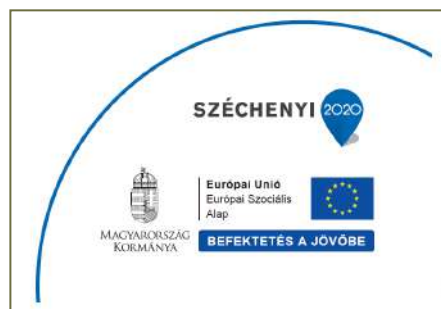 SZÉCHENYI 2020
Európai Unió
Európai Szociális
Alap
MAGYARORSZÁG
KORMÁNYA
BEFEKTETÉS A JÖVŐBE